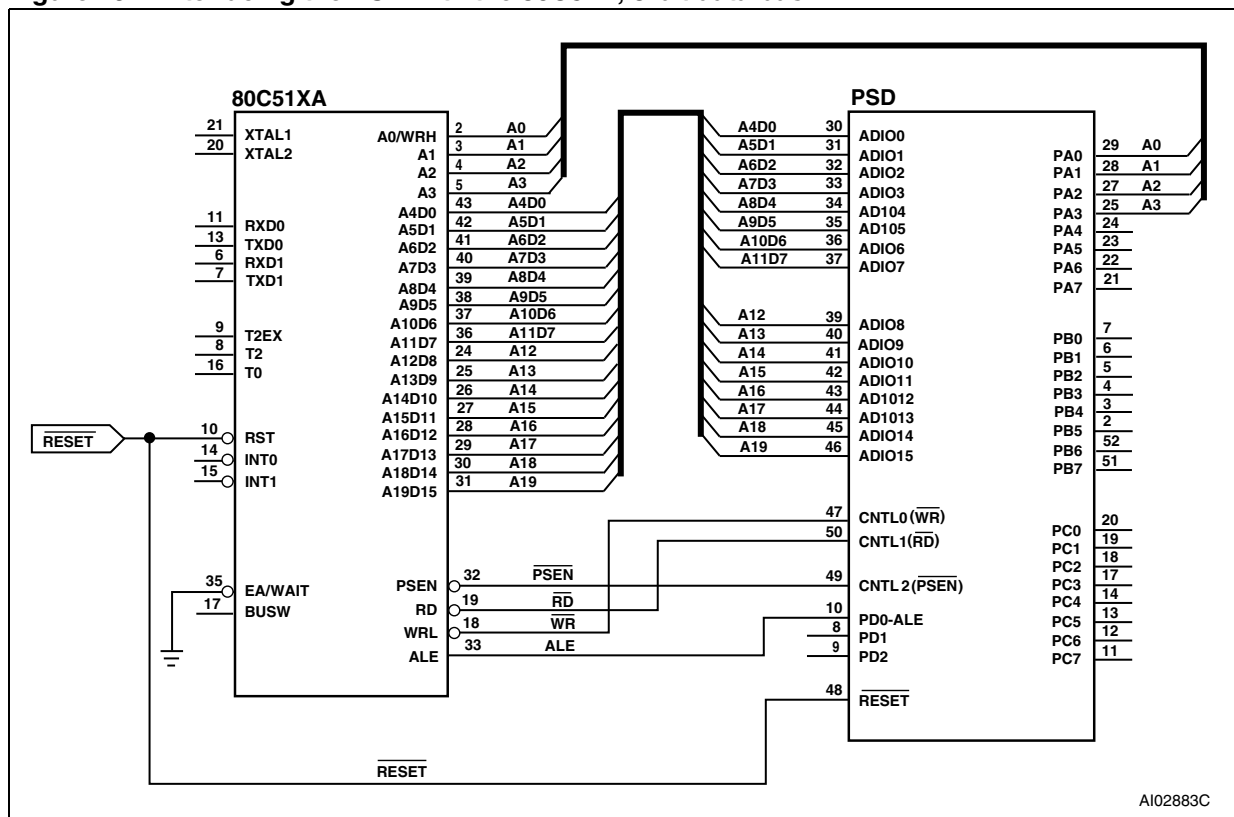 80C51XA
21 XTAL1
20 XTAL2
11 RXD0
13 TXD0
6 RXD1
7 TXD1
9 T2EX
8 T2
16 T0
RESET
10 RST
14 INT0
15 INT1
35 EA/WAIT
17 BUSW
A0/WRH 2 A0
A1 3 A1
A2 4 A2
A3 5 A3
A4D0 43 A4D0
A5D1 42 A5D1
A6D2 41 A6D2
A7D3 40 A7D3
A8D4 39 A8D4
A9D5 38 A9D5
A10D6 37 A10D6
A11D7 36 A11D7
A12D8 24 A12
A13D9 25 A13
A14D10 26 A14
A15D11 27 A15
A16D12 28 A16
A17D13 29 A17
A18D14 30 A18
A19D15 31 A19
PSEN 32 PSEN
RD 19 RD
WRL 18 WR
ALE 33 ALE
RESET
PSD
A4D0 30 ADIO0
A5D1 31 ADIO1
A6D2 32 ADIO2
A7D3 33 ADIO3
A8D4 34 AD104
A9D5 35 AD105
A10D6 36 ADIO6
A11D7 37 ADIO7
A12 39 ADIO8
A13 40 ADIO9
A14 41 ADIO10
A15 42 ADIO11
A16 43 AD1012
A17 44 AD1013
A18 45 ADIO14
A19 46 ADIO15
47 CNTL0(WR)
50 CNTL1(RD)
49 CNTL2(PSEN)
10 PD0-ALE
8 PD1
9 PD2
48 RESET
PA0 29 A0
PA1 28 A1
PA2 27 A2
PA3 25 A3
PA4 24
PA5 23
PA6 22
PA7 21
PB0 7
PB1 6
PB2 5
PB3 4
PB4 3
PB5 2
PB6 52
PB7 51
PC0 20
PC1 19
PC2 18
PC3 17
PC4 14
PC5 13
PC6 12
PC7 11
AI02883C